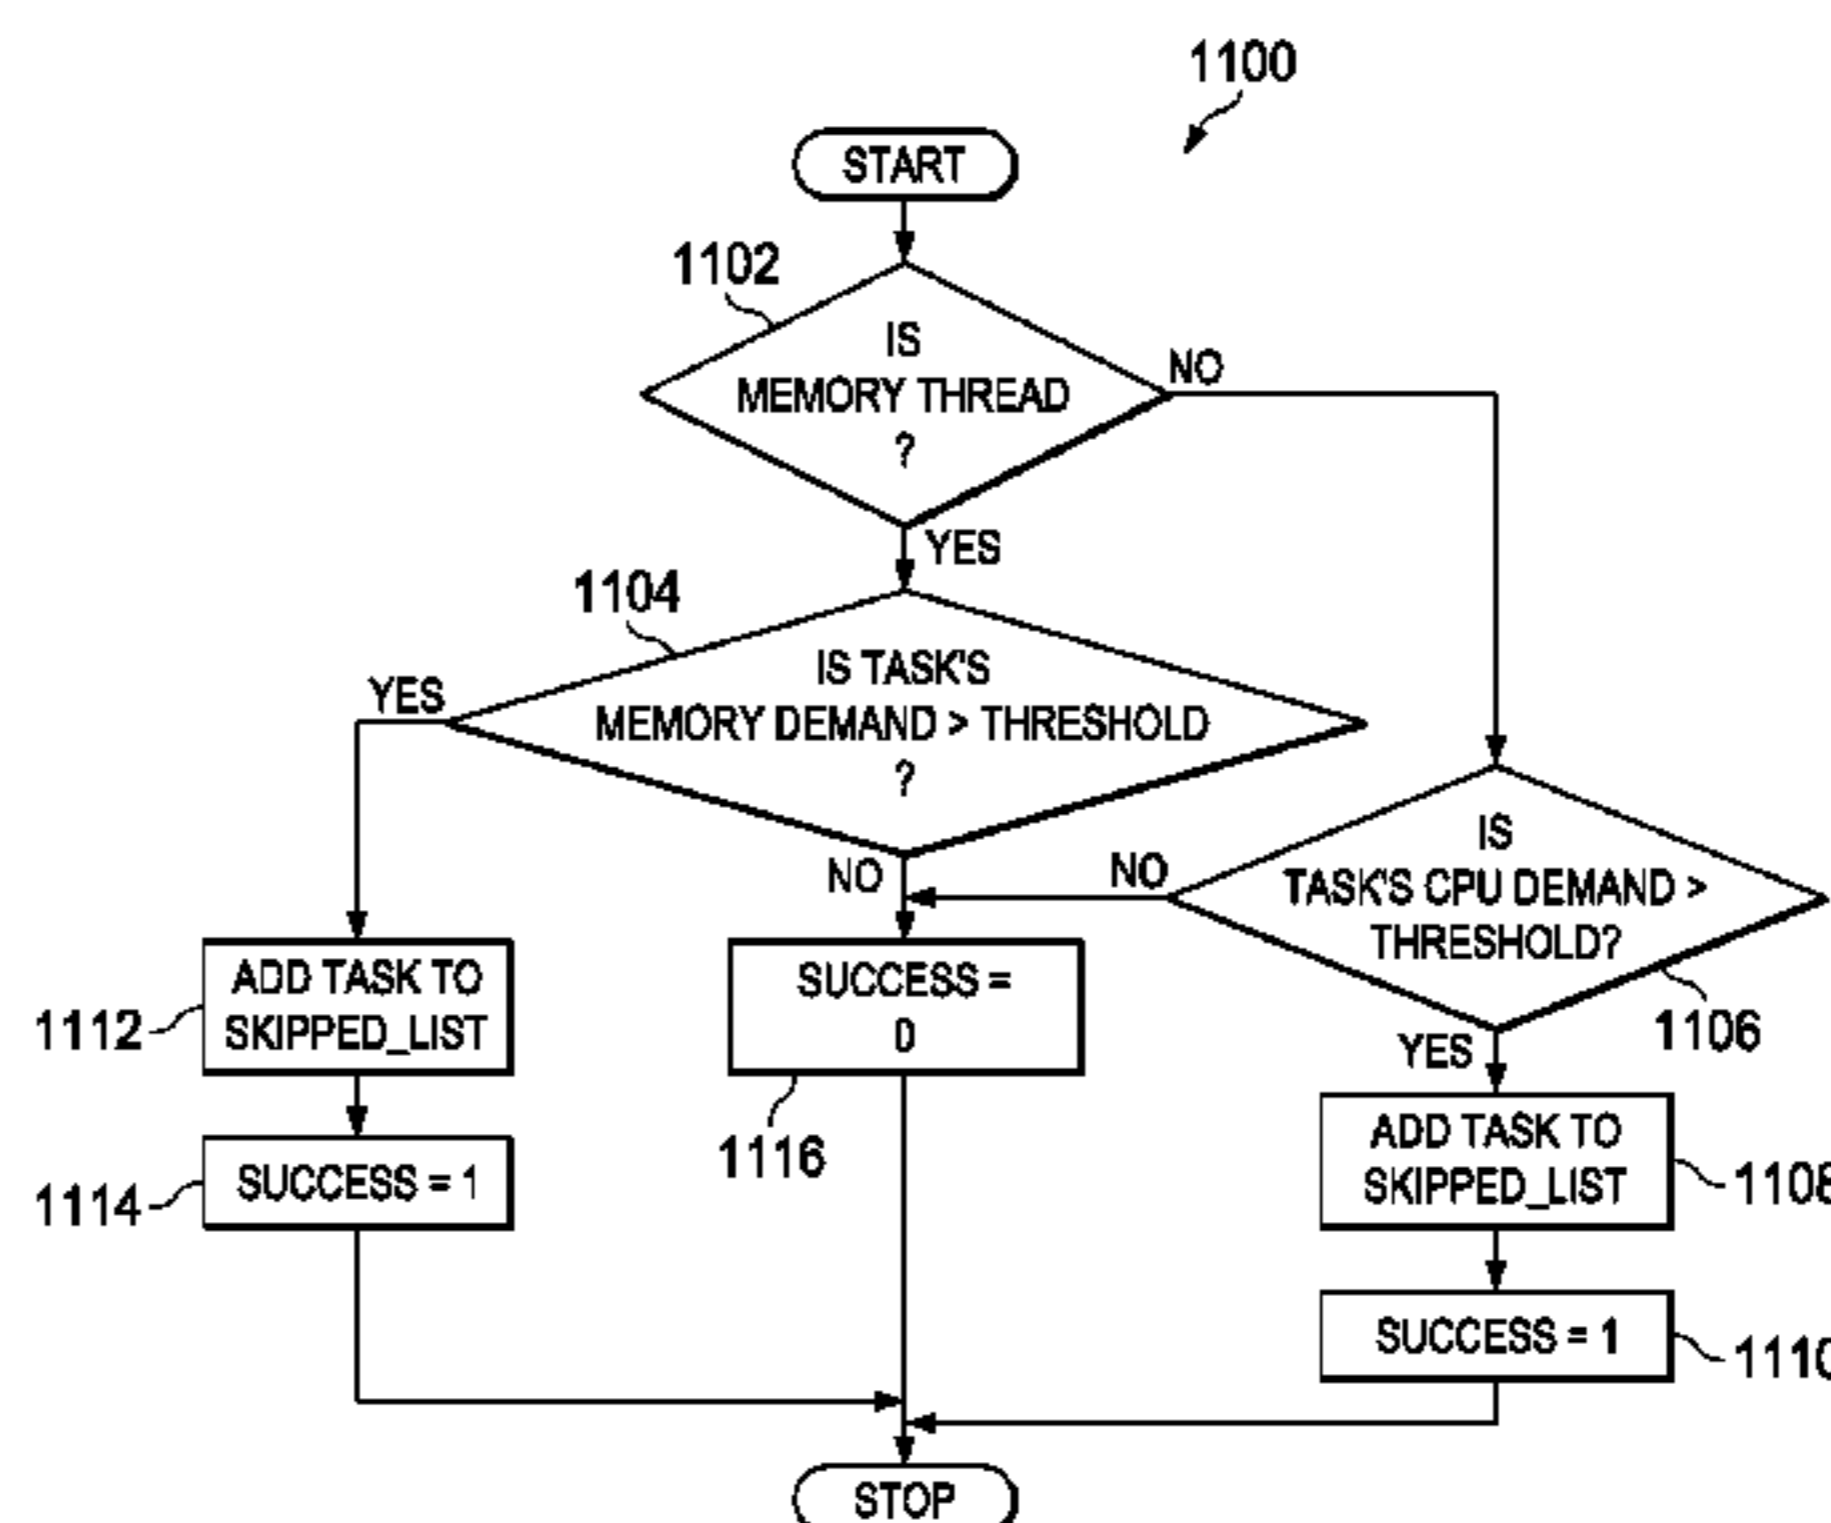 1100
START
1102
IS
MEMORY THREAD
?
NO
YES
1104
IS TASK'S
MEMORY DEMAND > THRESHOLD
?
YES
NO
IS
TASK'S CPU DEMAND >
THRESHOLD?
NO
1106
YES
ADD TASK TO
SKIPPED_LIST
1112
SUCCESS =
0
1116
ADD TASK TO
SKIPPED_LIST
1108
SUCCESS = 1
1114
SUCCESS = 1
1110
STOP